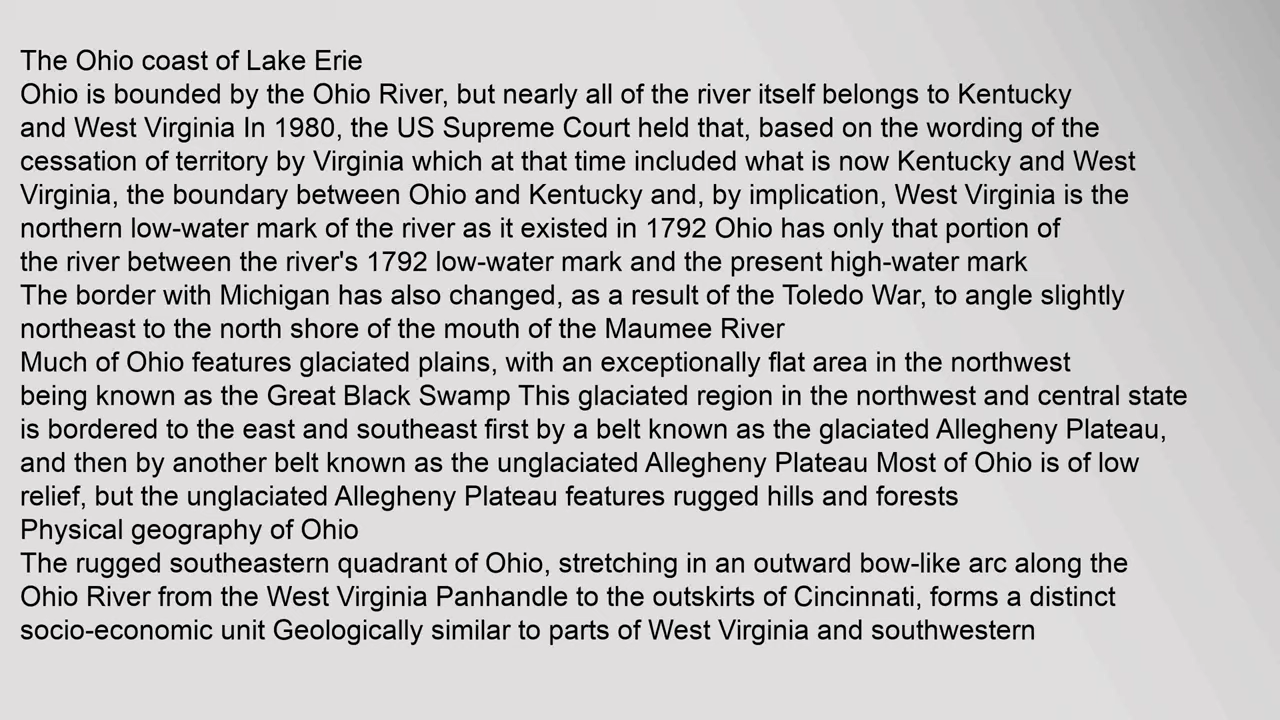 The Ohio coast of Lake Erie
Ohio is bounded by the Ohio River, but nearly all of the river itself belongs to Kentucky
and West Virginia In 1980, the US Supreme Court held that, based on the wording of the
cessation of territory by Virginia which at that time included what is now Kentucky and West
Virginia, the boundary between Ohio and Kentucky and, by implication, West Virginia is the
northern low-water mark of the river as it existed in 1792 Ohio has only that portion of
the river between the river's 1792 low-water mark and the present high-water mark
The border with Michigan has also changed, as a result of the Toledo War, to angle slightly
northeast to the north shore of the mouth of the Maumee River
Much of Ohio features glaciated plains, with an exceptionally flat area in the northwest
being known as the Great Black Swamp This glaciated region in the northwest and central state
is bordered to the east and southeast first by a belt known as the glaciated Allegheny Plateau,
and then by another belt known as the unglaciated Allegheny Plateau Most of Ohio is of low
relief, but the unglaciated Allegheny Plateau features rugged hills and forests
Physical geography of Ohio
The rugged southeastern quadrant of Ohio, stretching in an outward bow-like arc along the
Ohio River from the West Virginia Panhandle to the outskirts of Cincinnati, forms a distinct
socio-economic unit Geologically similar to parts of West Virginia and southwestern